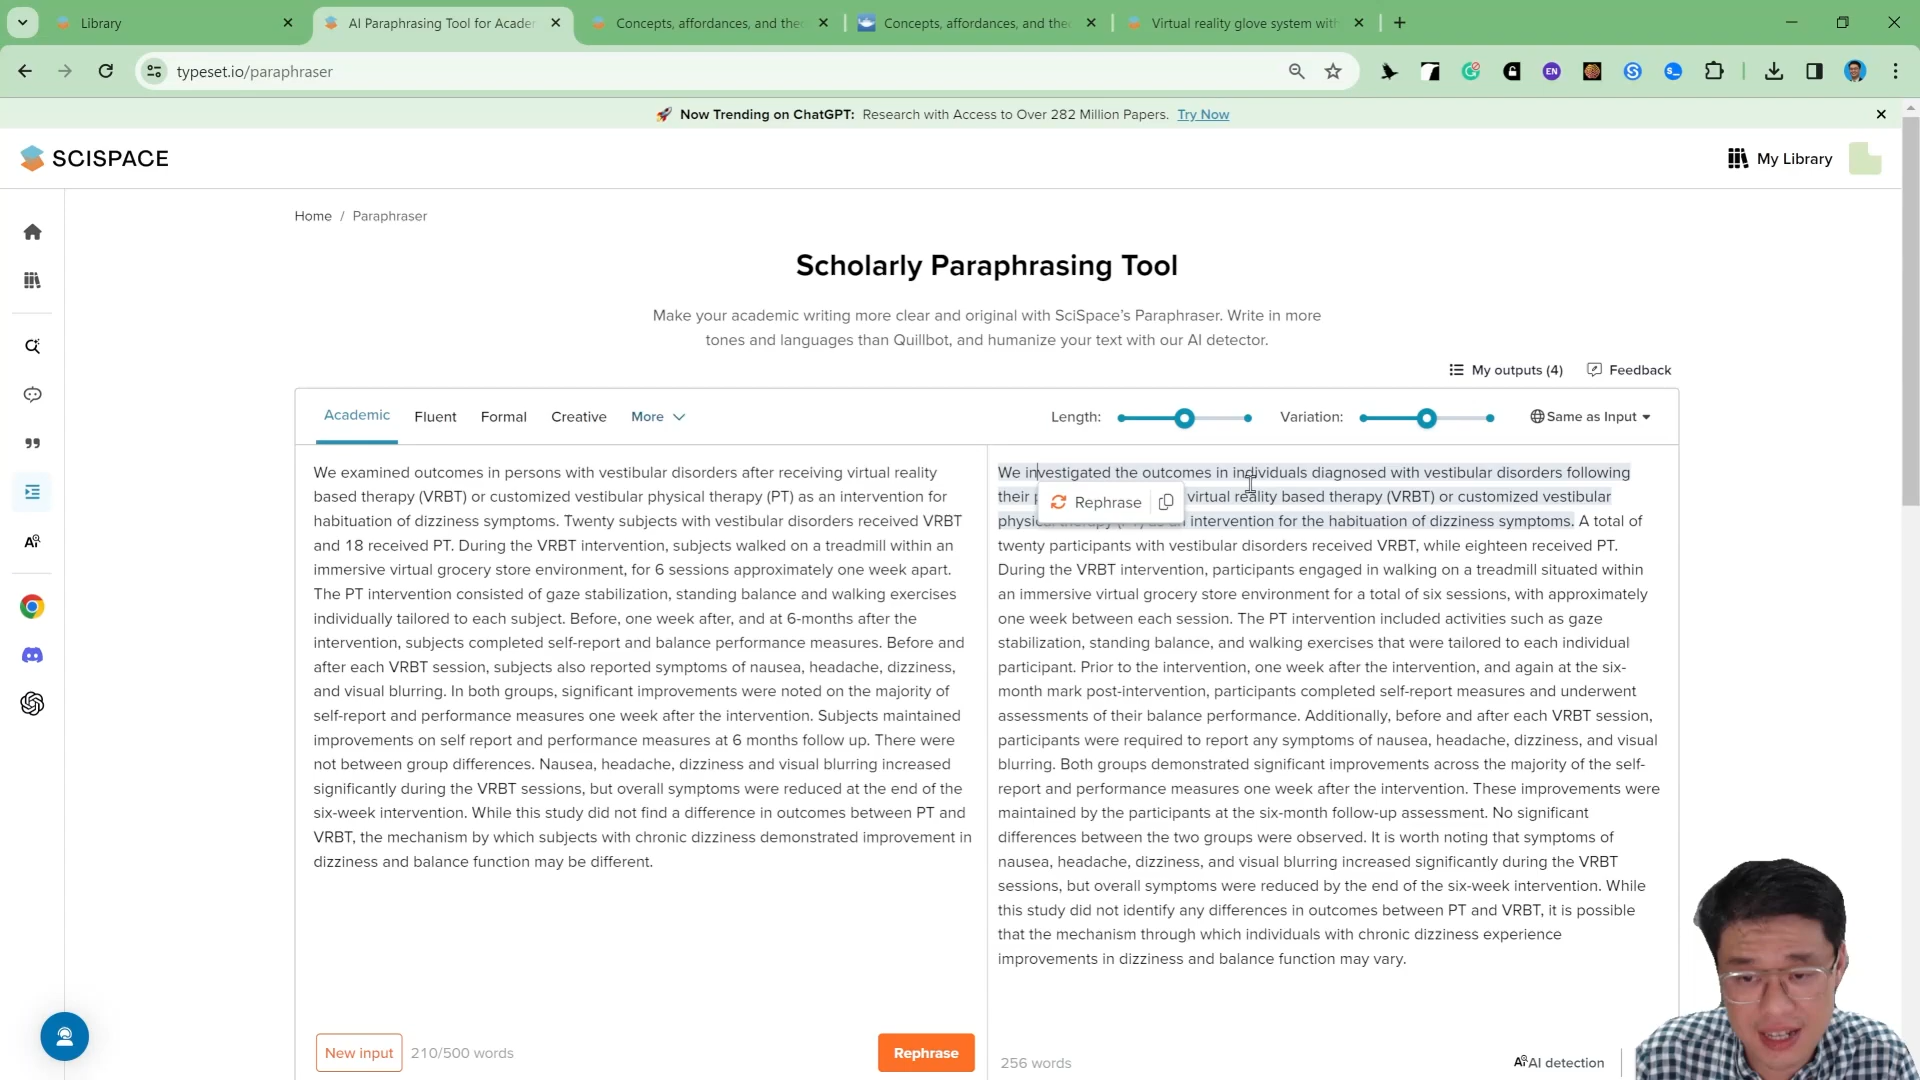 Library
AI Paraphrasing Tool for Acade
Concepts, affordances, and the
Concepts, affordances, and the
Virtual reality glove system with
typeset.io/paraphraser
EN
Now Trending on ChatGPT: Research with Access to Over 282 Million Papers. Try Now
SCISPACE
My Library
Home / Paraphraser
Scholarly Paraphrasing Tool
Make your academic writing more clear and original with SciSpace’s Paraphraser. Write in more
tones and languages than Quillbot, and humanize your text with our AI detector.
My outputs (4)
Feedback
Academic
Fluent
Formal
Creative
More
Length:
Variation:
Same as Input
We examined outcomes in persons with vestibular disorders after receiving virtual reality
based therapy (VRBT) or customized vestibular physical therapy (PT) as an intervention for
habituation of dizziness symptoms. Twenty subjects with vestibular disorders received VRBT
and 18 received PT. During the VRBT intervention, subjects walked on a treadmill within an
immersive virtual grocery store environment, for 6 sessions approximately one week apart.
The PT intervention consisted of gaze stabilization, standing balance and walking exercises
individually tailored to each subject. Before, one week after, and at 6-months after the
intervention, subjects completed self-report and balance performance measures. Before and
after each VRBT session, subjects also reported symptoms of nausea, headache, dizziness,
and visual blurring. In both groups, significant improvements were noted on the majority of
self-report and performance measures one week after the intervention. Subjects maintained
improvements on self report and performance measures at 6 months follow up. There were
not between group differences. Nausea, headache, dizziness and visual blurring increased
significantly during the VRBT sessions, but overall symptoms were reduced at the end of the
six-week intervention. While this study did not find a difference in outcomes between PT and
VRBT, the mechanism by which subjects with chronic dizziness demonstrated improvement in
dizziness and balance function may be different.
New input
210/500 words
Rephrase
We investigated the outcomes in individuals diagnosed with vestibular disorders following
their virtual reality based therapy (VRBT) or customized vestibular
Rephrase
physical therapy (PT) as an intervention for the habituation of dizziness symptoms. A total of
twenty participants with vestibular disorders received VRBT, while eighteen received PT.
During the VRBT intervention, participants engaged in walking on a treadmill situated within
an immersive virtual grocery store environment for a total of six sessions, with approximately
one week between each session. The PT intervention included activities such as gaze
stabilization, standing balance, and walking exercises that were tailored to each individual
participant. Prior to the intervention, one week after the intervention, and again at the six-
month mark post-intervention, participants completed self-report measures and underwent
assessments of their balance performance. Additionally, before and after each VRBT session,
participants were required to report any symptoms of nausea, headache, dizziness, and visual
blurring. Both groups demonstrated significant improvements across the majority of the self-
report and performance measures one week after the intervention. These improvements were
maintained by the participants at the six-month follow-up assessment. No significant
differences between the two groups were observed. It is worth noting that symptoms of
nausea, headache, dizziness, and visual blurring increased significantly during the VRBT
sessions, but overall symptoms were reduced by the end of the six-week intervention. While
this study did not identify any differences in outcomes between PT and VRBT, it is possible
that the mechanism through which individuals with chronic dizziness experience
improvements in dizziness and balance function may vary.
256 words
AI detection